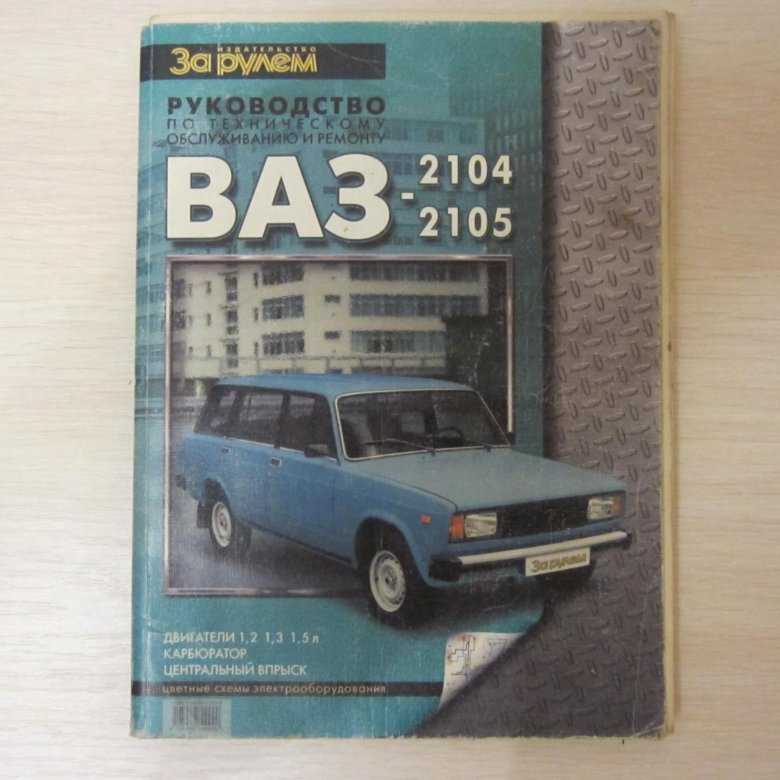 ИЗДАТЕЛЬСТВО
За рулем
РУКОВОДСТВО
ПО ТЕХНИЧЕСКОМУ
ОБСЛУЖИВАНИЮ И РЕМОНТУ
ВАЗ-2104
2105
За рулем
ДВИГАТЕЛИ 1,2 1,3 1,5 л
КАРБЮРАТОР
ЦЕНТРАЛЬНЫЙ ВПРЫСК
цветные схемы электрооборудования